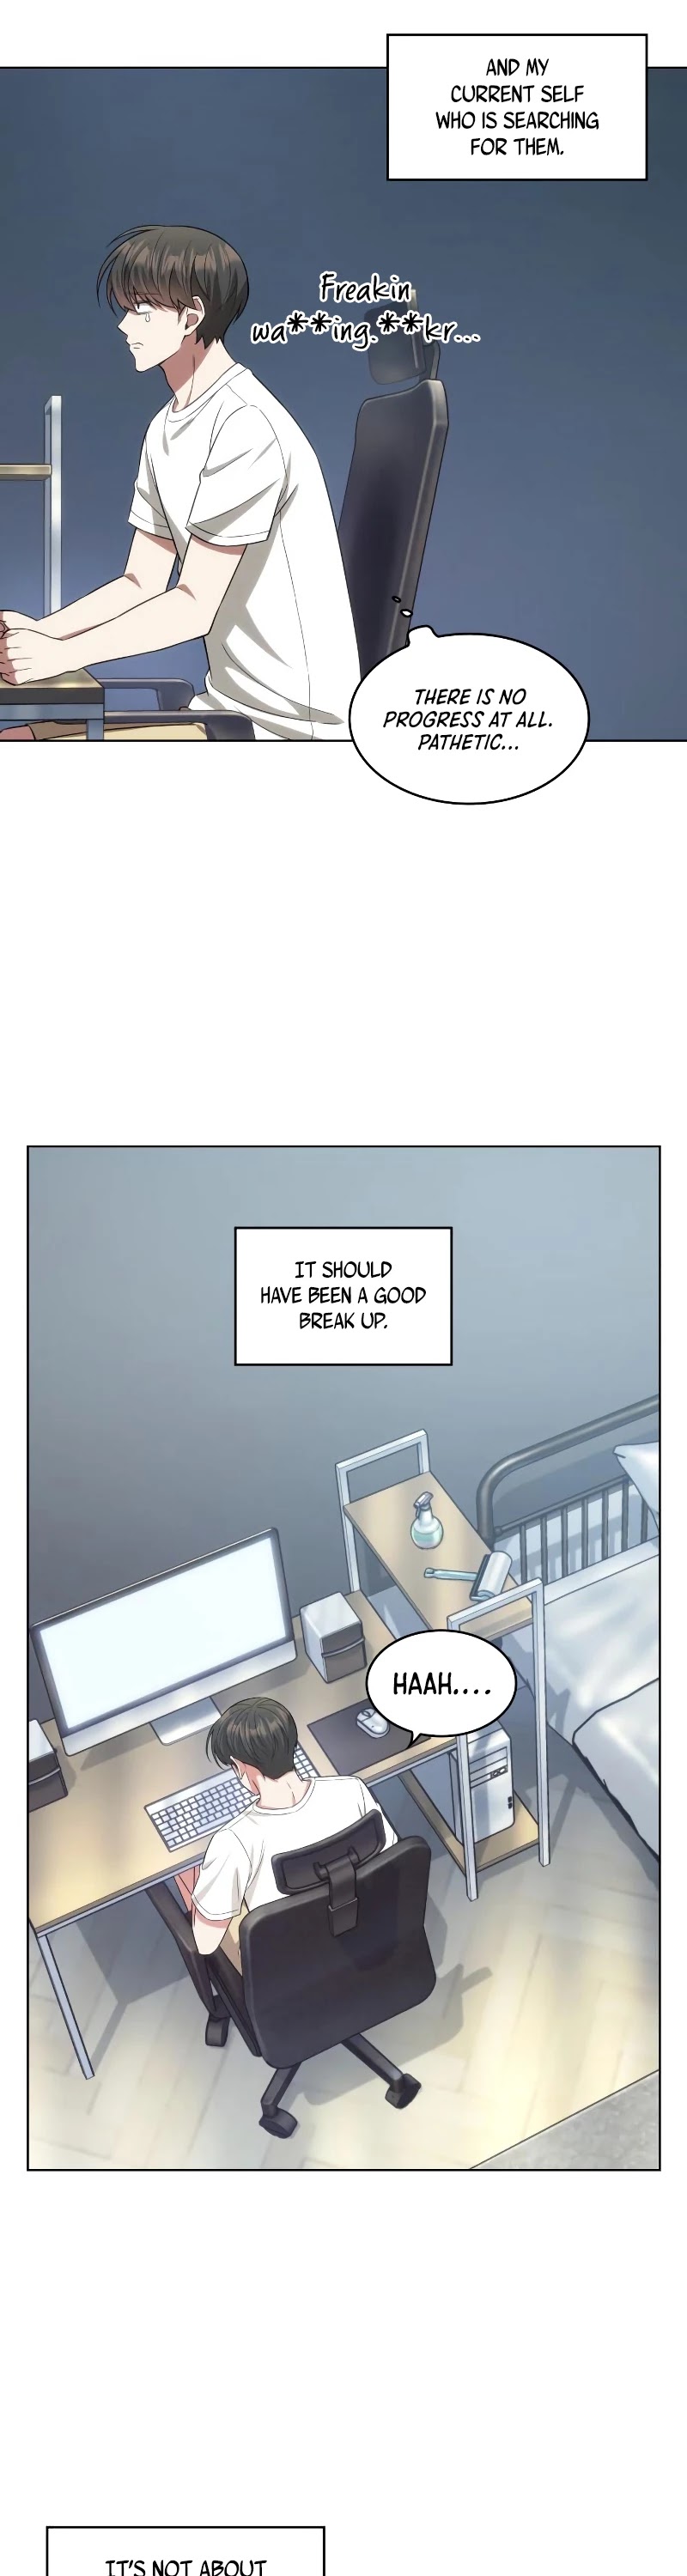 AND MY
CURRENT SELF
WHO IS SEARCHING
FOR THEM.
Freakin
wa**ing.**kr...
THERE IS NO
PROGRESS AT ALL.
PATHETIC...
IT SHOULD
HAVE BEEN A GOOD
BREAK UP.
HAAH....
IT'S NOT ABOUT